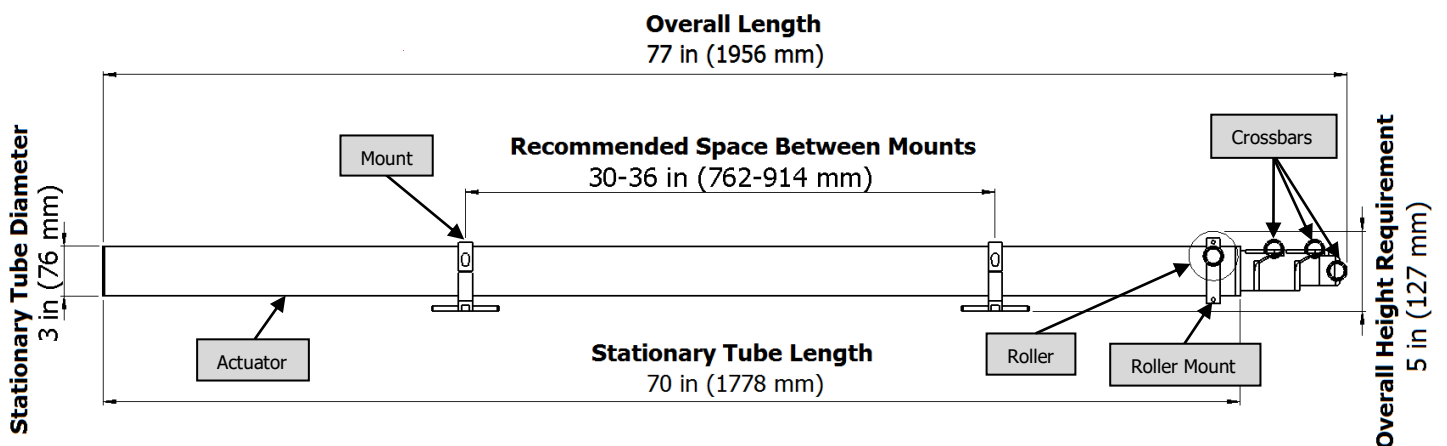 Overall Length
77 in (1956 mm)
Stationary Tube Diameter
3 in (76 mm)
Mount
Recommended Space Between Mounts
30-36 in (762-914 mm)
Crossbars
Overall Height Requirement
5 in (127 mm)
Actuator
Stationary Tube Length
70 in (1778 mm)
Roller
Roller Mount